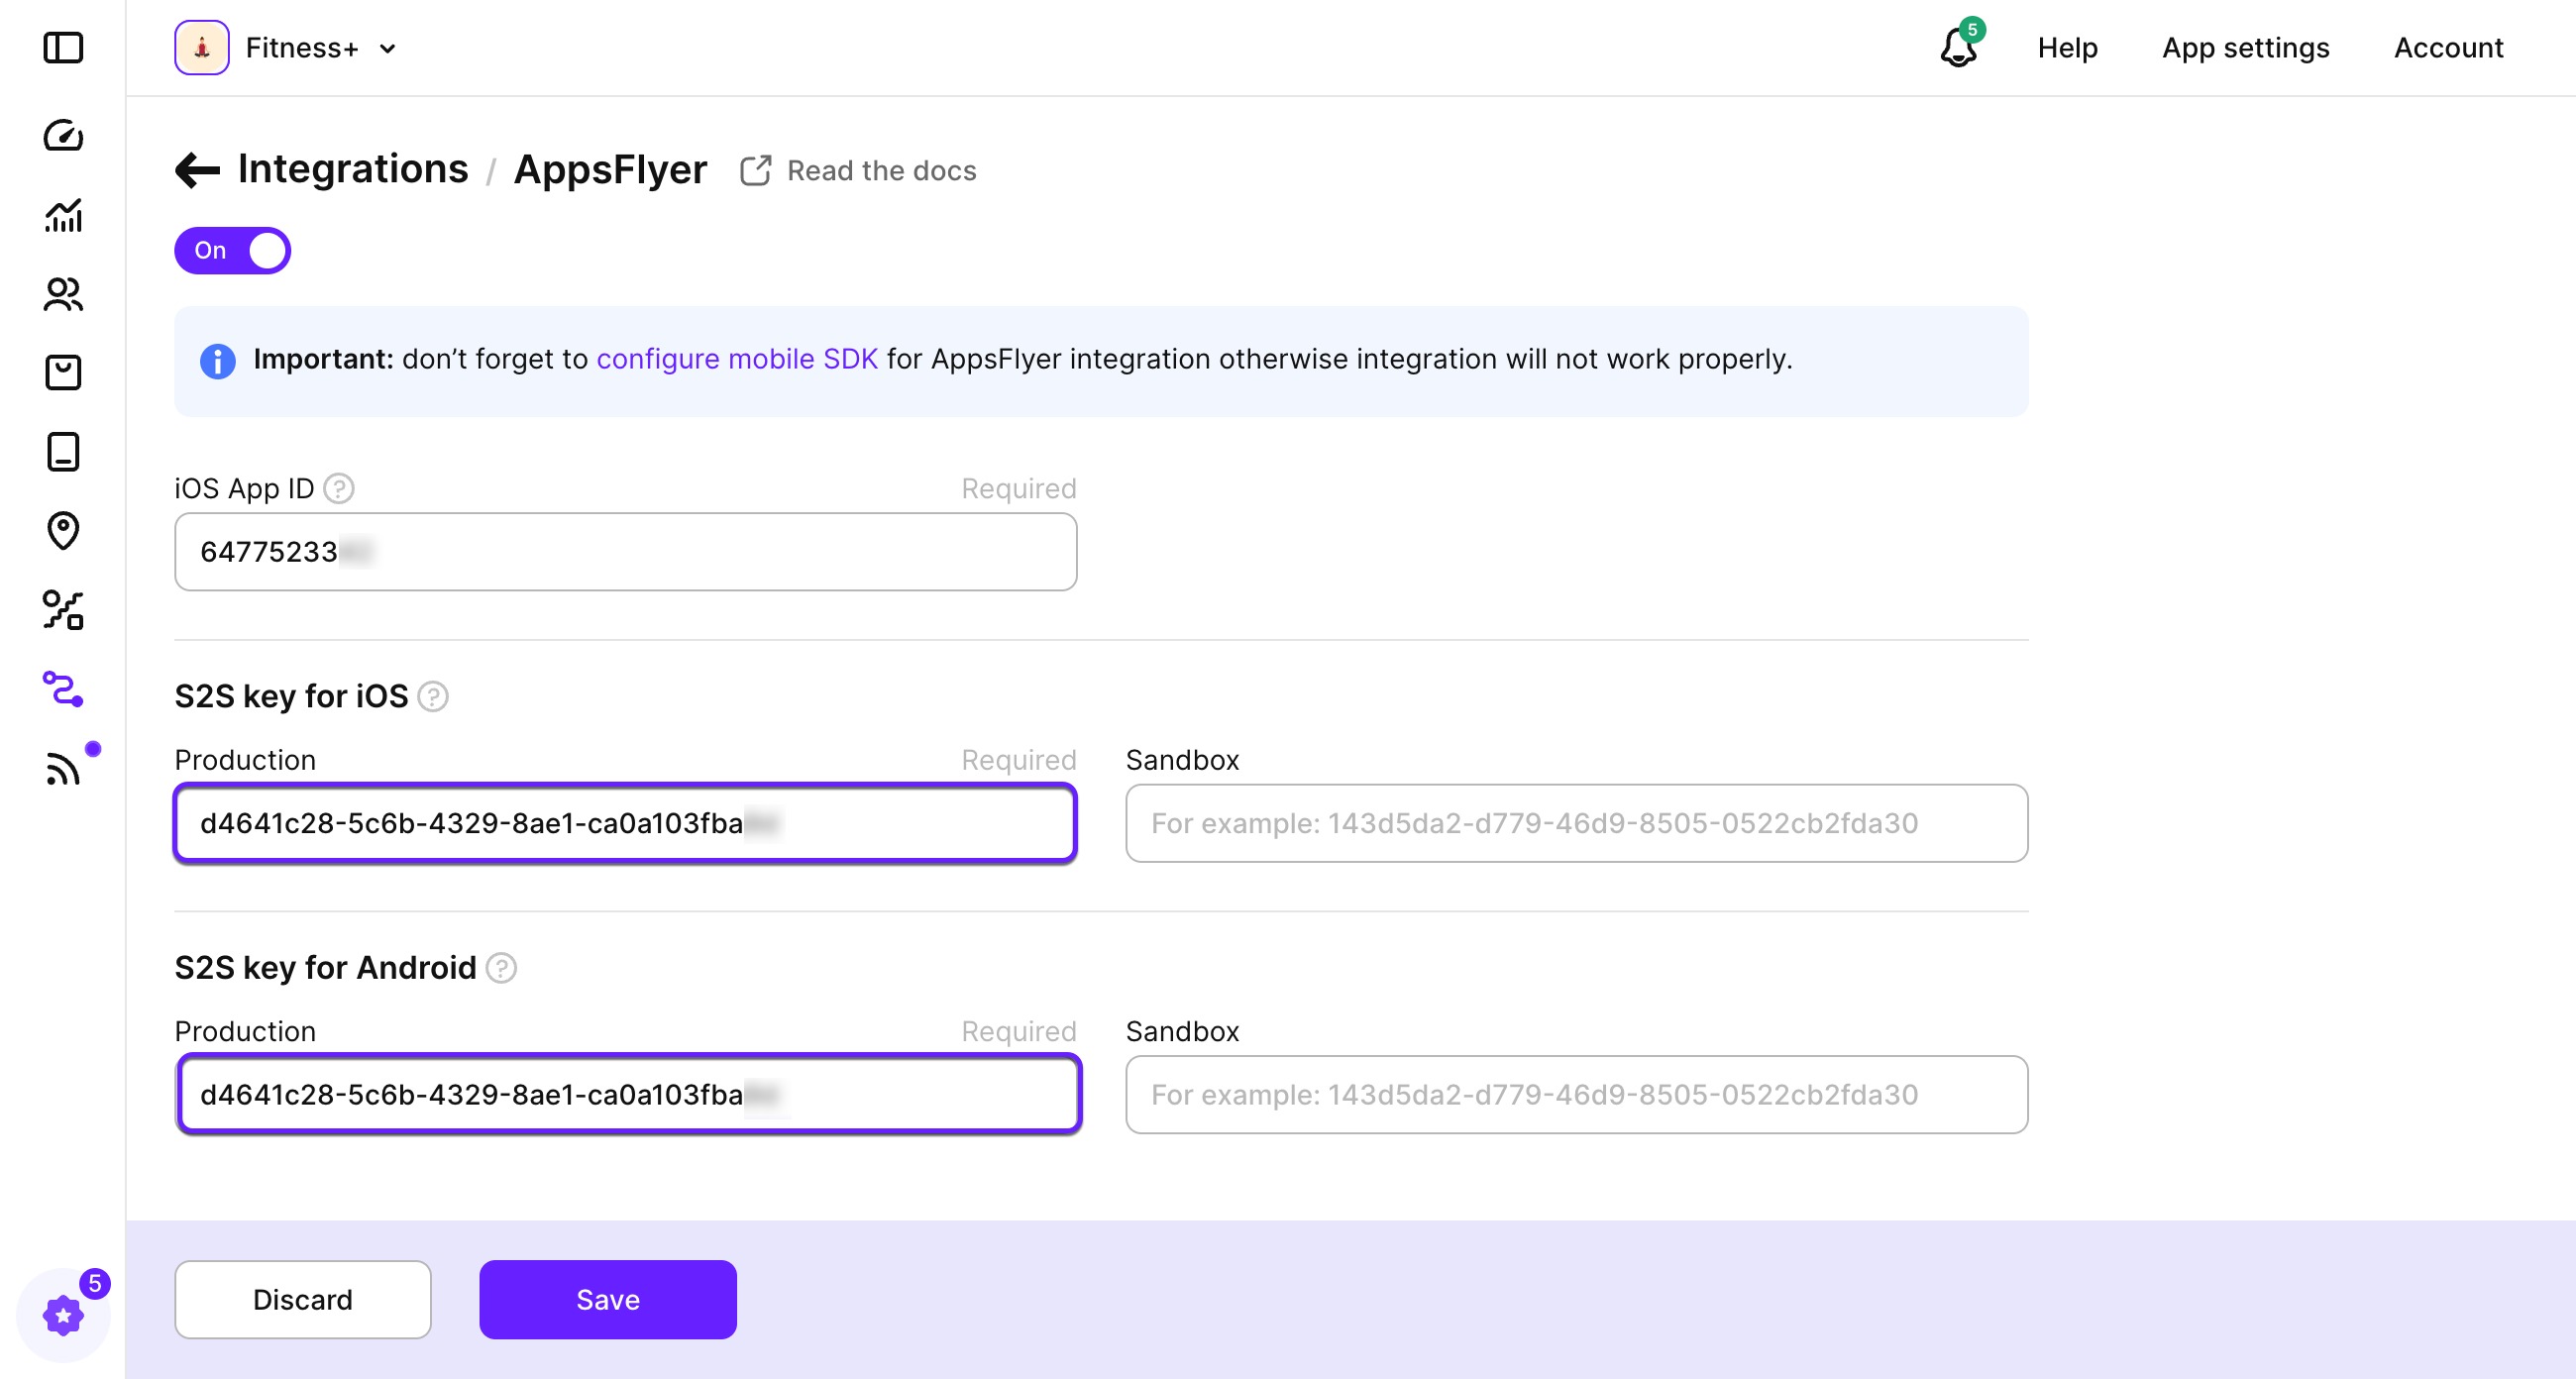 Fitness+
5
Help
App settings
Account
Integrations / AppsFlyer
Read the docs
On
Important: don’t forget to configure mobile SDK for AppsFlyer integration otherwise integration will not work properly.
iOS App ID ?
Required
64775233
S2S key for iOS ?
Production
Required
Sandbox
d4641c28-5c6b-4329-8ae1-ca0a103fba
For example: 143d5da2-d779-46d9-8505-0522cb2fda30
S2S key for Android ?
Production
Required
Sandbox
d4641c28-5c6b-4329-8ae1-ca0a103fba
For example: 143d5da2-d779-46d9-8505-0522cb2fda30
5
Discard
Save